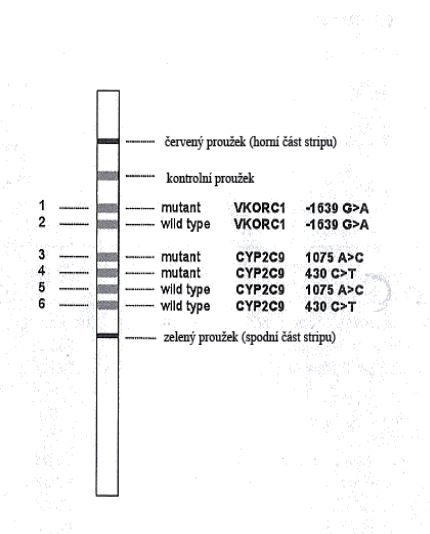 červený proužek (horní část stripu)
kontrolní proužek
1 mutant VKORC1 -1639 G>A
2 wild type VKORC1 -1639 G>A
3 mutant CYP2C9 1075 A>C
4 mutant CYP2C9 430 C>T
5 wild type CYP2C9 1075 A>C
6 wild type CYP2C9 430 C>T
zelený proužek (spodní část stripu)